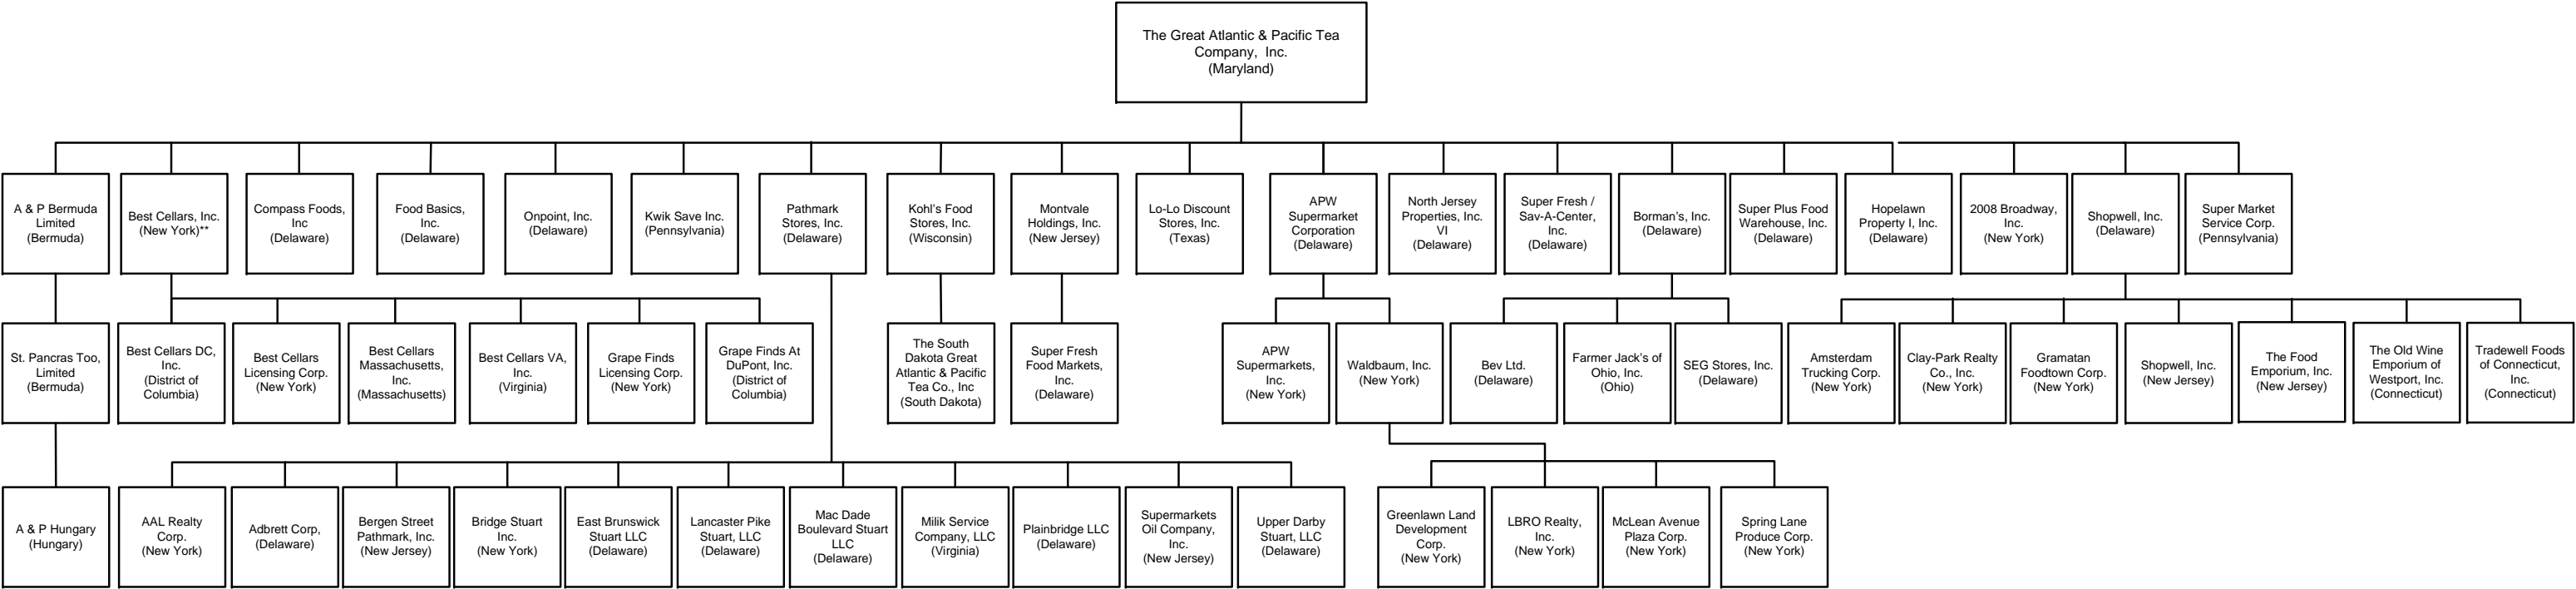 The Great Atlantic & Pacific Tea
Company, Inc.
(Maryland)
A & P Bermuda
Limited
(Bermuda)
Best Cellars, Inc.
(New York)**
Compass Foods,
Inc
(Delaware)
Food Basics,
Inc.
(Delaware)
Onpoint, Inc.
(Delaware)
Kwik Save Inc.
(Pennsylvania)
Pathmark
Stores, Inc.
(Delaware)
Kohl's Food
Stores, Inc.
(Wisconsin)
Montvale
Holdings, Inc.
(New Jersey)
Lo-Lo Discount
Stores, Inc.
(Texas)
APW
Supermarket
Corporation
(Delaware)
North Jersey
Properties, Inc.
VI
(Delaware)
Super Fresh /
Sav-A-Center,
Inc.
(Delaware)
Borman's, Inc.
(Delaware)
Super Plus Food
Warehouse, Inc.
(Delaware)
Hopelawn
Property I, Inc.
(Delaware)
2008 Broadway,
Inc.
(New York)
Shopwell, Inc.
(Delaware)
Super Market
Service Corp.
(Pennsylvania)
St. Pancras Too,
Limited
(Bermuda)
Best Cellars DC,
Inc.
(District of
Columbia)
Best Cellars
Licensing Corp.
(New York)
Best Cellars
Massachusetts,
Inc.
(Massachusetts)
Best Cellars VA,
Inc.
(Virginia)
Grape Finds
Licensing Corp.
(New York)
Grape Finds At
DuPont, Inc.
(District of
Columbia)
The South
Dakota Great
Atlantic & Pacific
Tea Co., Inc
(South Dakota)
Super Fresh
Food Markets,
Inc.
(Delaware)
APW
Supermarkets,
Inc.
(New York)
Waldbaum, Inc.
(New York)
Bev Ltd.
(Delaware)
Farmer Jack's of
Ohio, Inc.
(Ohio)
SEG Stores, Inc.
(Delaware)
Amsterdam
Trucking Corp.
(New York)
Clay-Park Realty
Co., Inc.
(New York)
Gramatan
Foodtown Corp.
(New York)
Shopwell, Inc.
(New Jersey)
The Food
Emporium, Inc.
(New Jersey)
The Old Wine
Emporium of
Westport, Inc.
(Connecticut)
Tradewell Foods
of Connecticut,
Inc.
(Connecticut)
A & P Hungary
(Hungary)
AAL Realty
Corp.
(New York)
Adbrett Corp,
(Delaware)
Bergen Street
Pathmark, Inc.
(New Jersey)
Bridge Stuart
Inc.
(New York)
East Brunswick
Stuart LLC
(Delaware)
Lancaster Pike
Stuart, LLC
(Delaware)
Mac Dade
Boulevard Stuart
LLC
(Delaware)
Milik Service
Company, LLC
(Virginia)
Plainbridge LLC
(Delaware)
Supermarkets
Oil Company,
Inc.
(New Jersey)
Upper Darby
Stuart, LLC
(Delaware)
Greenlawn Land
Development
Corp.
(New York)
LBRO Realty,
Inc.
(New York)
McLean Avenue
Plaza Corp.
(New York)
Spring Lane
Produce Corp.
(New York)